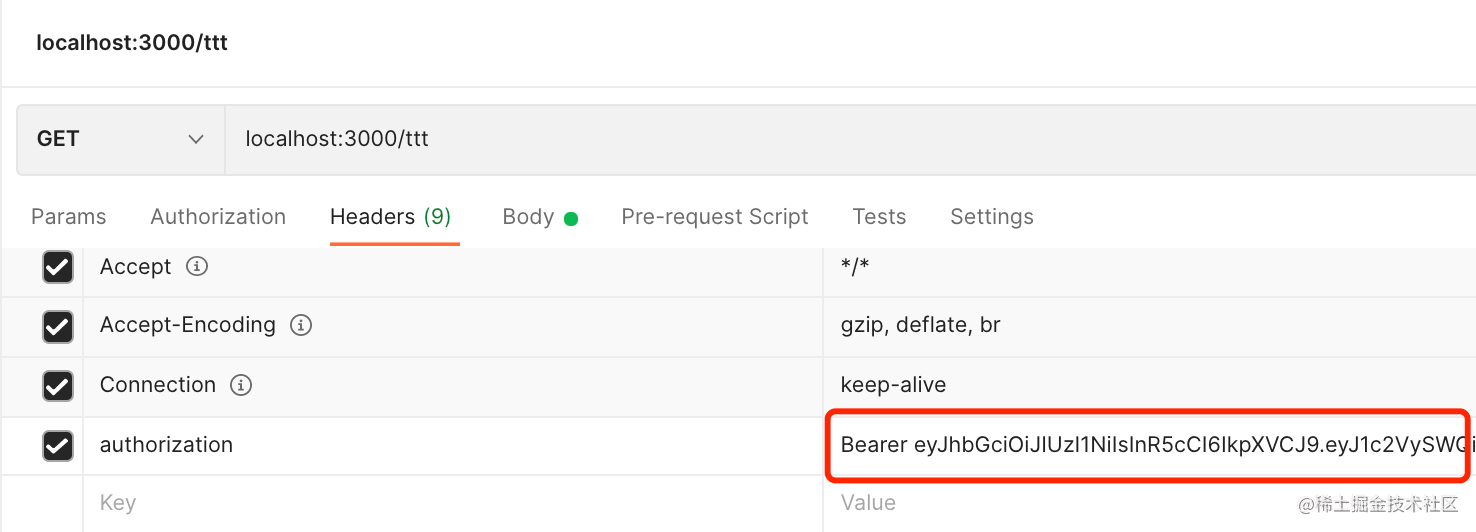 localhost:3000/ttt
GET localhost:3000/ttt
Params Authorization Headers (9) Body Pre-request Script Tests Settings
Accept */*
Accept-Encoding gzip, deflate, br
Connection keep-alive
authorization Bearer eyJhbGciOiJIUzI1NiIsInR5cCI6IkpXVCJ9.eyJ1c2VySWQi
Key Value
@稀土掘金技术社区